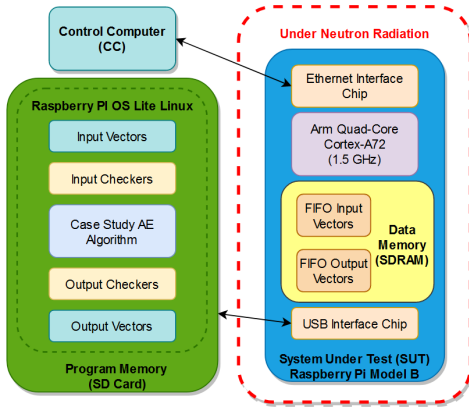 Control Computer
(CC)
Under Neutron Radiation
Raspberry PI OS Lite Linux
Input Vectors
Input Checkers
Case Study AE
Algorithm
Output Checkers
Output Vectors
Program Memory
(SD Card)
Ethernet Interface
Chip
Arm Quad-Core
Cortex-A72
(1.5 GHz)
FIFO Input
Vectors
FIFO Output
Vectors
Data
Memory
(SDRAM)
USB Interface Chip
System Under Test (SUT)
Raspberry Pi Model B